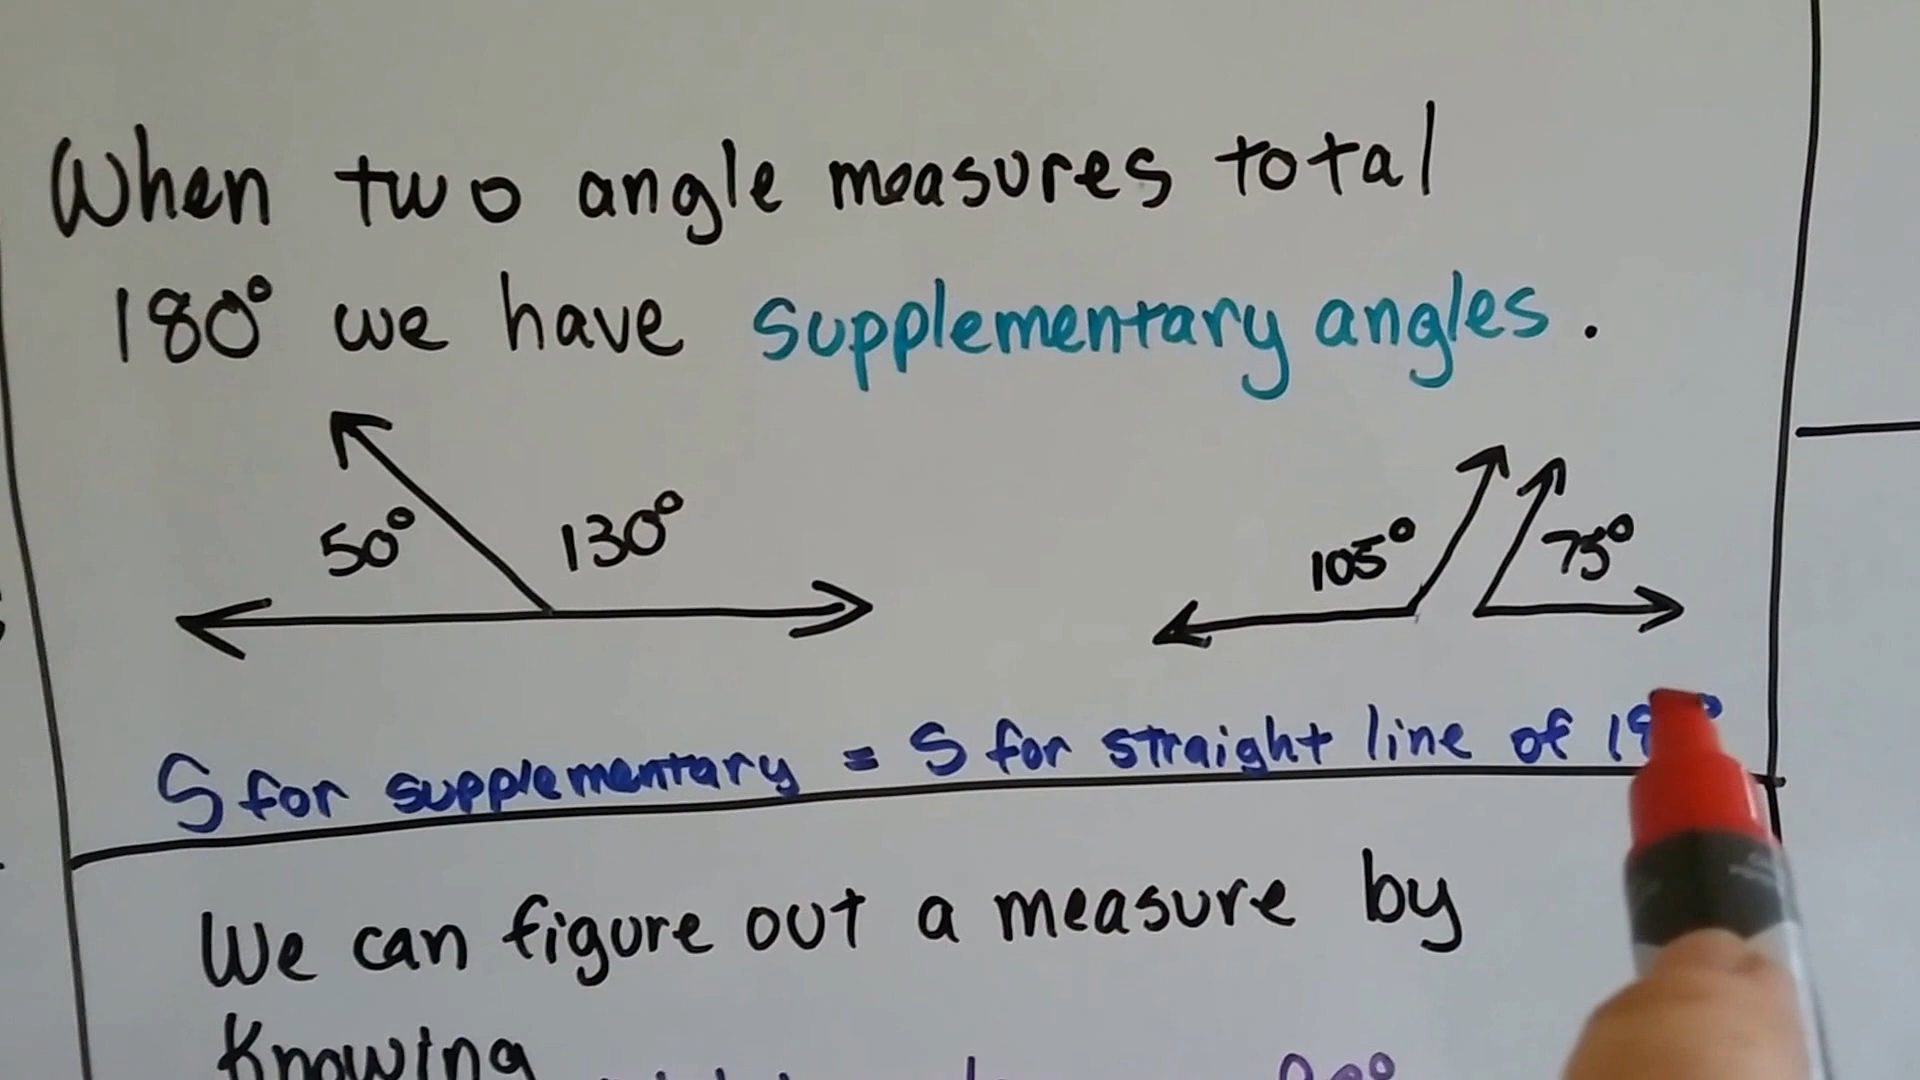 When two angle measures total
180° we have supplementary angles.
50° 130° 105° 75°
S for supplementary = S for straight line of
We can figure out a measure by
Knowing